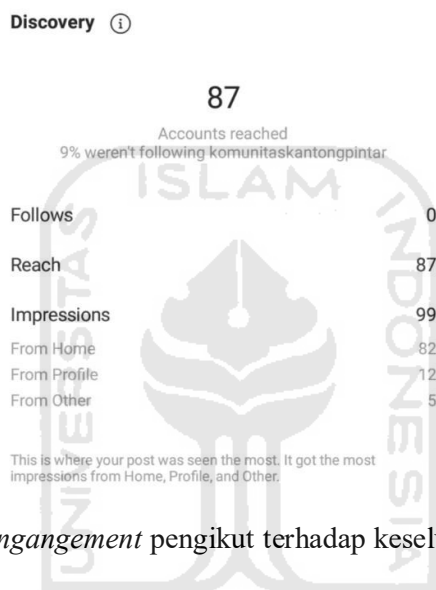 Discovery
87
Accounts reached
9% weren't following komunitaskantongpintar
ISLAM
UNIVERSITAS
INDONESIA
Follows 0
Reach 87
Impressions 99
From Home 82
From Profile 12
From Other 5
This is where your post was seen the most. It got the most
impressions from Home, Profile, and Other.
ngangement pengikut terhadap